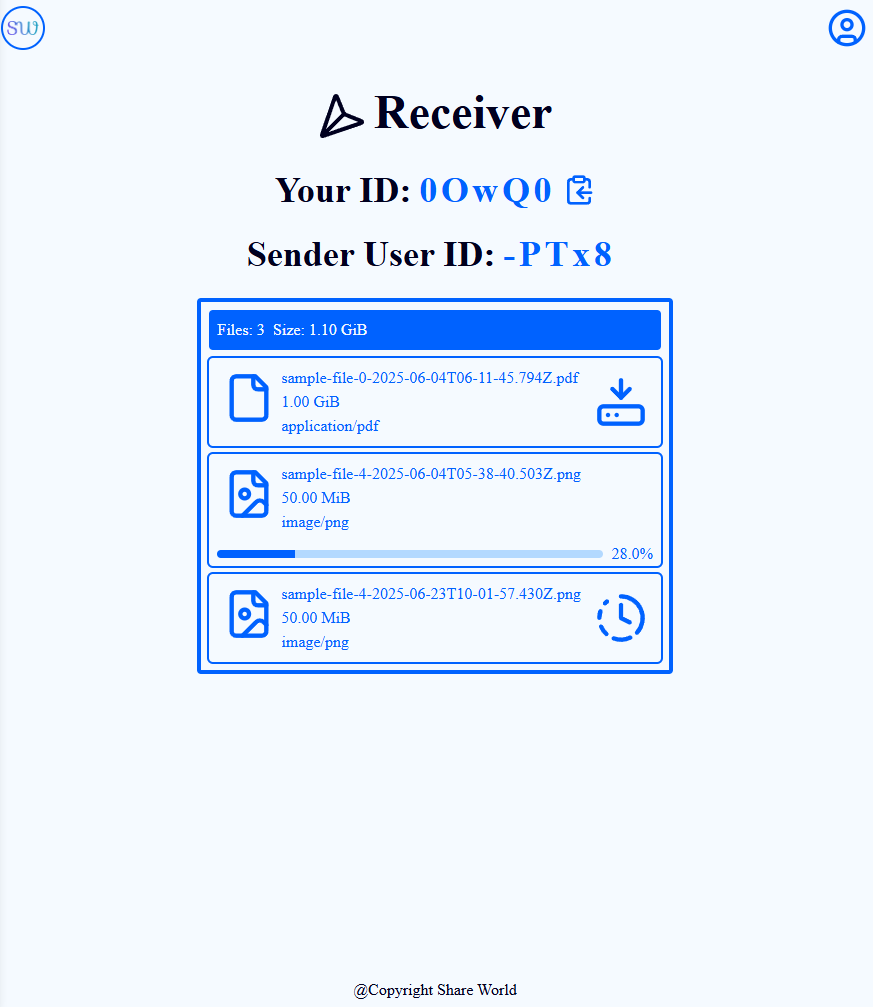 SW
Receiver
Your ID: 0OwQ0
Sender User ID: -PTx8
Files: 3 Size: 1.10 GiB
sample-file-0-2025-06-04T06-11-45.794Z.pdf
1.00 GiB
application/pdf
sample-file-4-2025-06-04T05-38-40.503Z.png
50.00 MiB
image/png
28.0%
sample-file-4-2025-06-23T10-01-57.430Z.png
50.00 MiB
image/png
@Copyright Share World